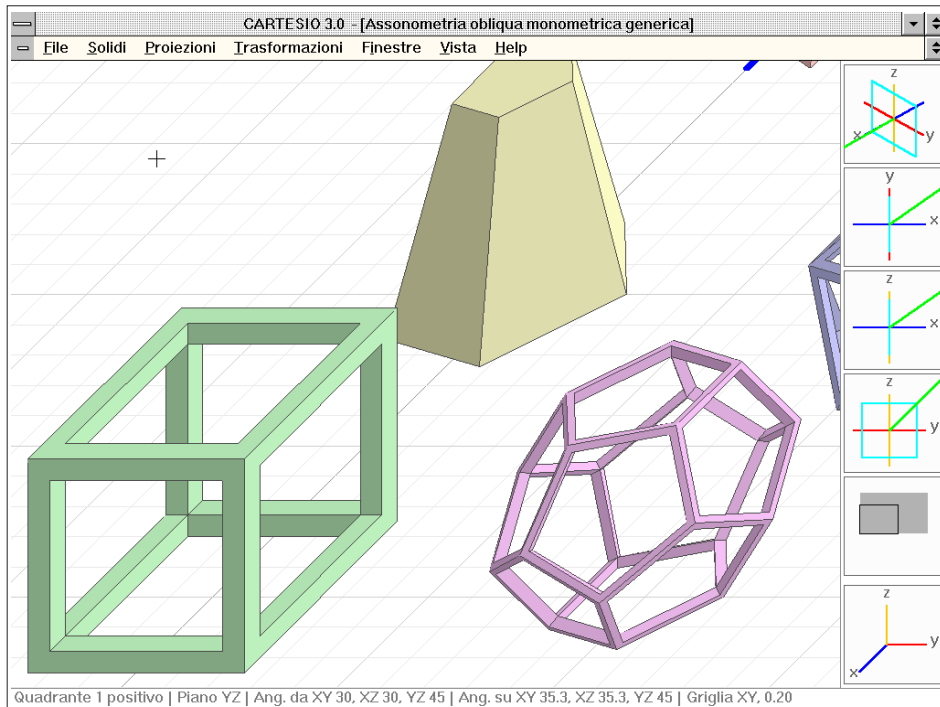 CARTESIO 3.0 - [Assonometria obliqua monometrica generica]
File Solidi Proiezioni Trasformazioni Finestre Vista Help
z
x y
y
x
z
x
z
y
z
y
x
Quadrante 1 positivo | Piano YZ | Ang. da XY 30, XZ 30, YZ 45 | Ang. su XY 35.3, XZ 35.3, YZ 45 | Griglia XY, 0.20